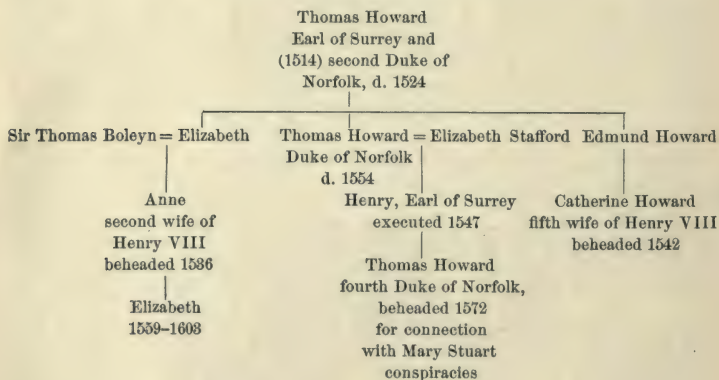 Thomas Howard
Earl of Surrey and
(1514) second Duke of
Norfolk, d. 1524
Sir Thomas Boleyn = Elizabeth Thomas Howard = Elizabeth Stafford Edmund Howard
Duke of Norfolk
d. 1554
Anne
second wife of
Henry VIII
beheaded 1536
Henry, Earl of Surrey
executed 1547
Catherine Howard
fifth wife of Henry VIII
beheaded 1542
Elizabeth
1559–1603
Thomas Howard
fourth Duke of Norfolk,
beheaded 1572
for connection
with Mary Stuart
conspiracies